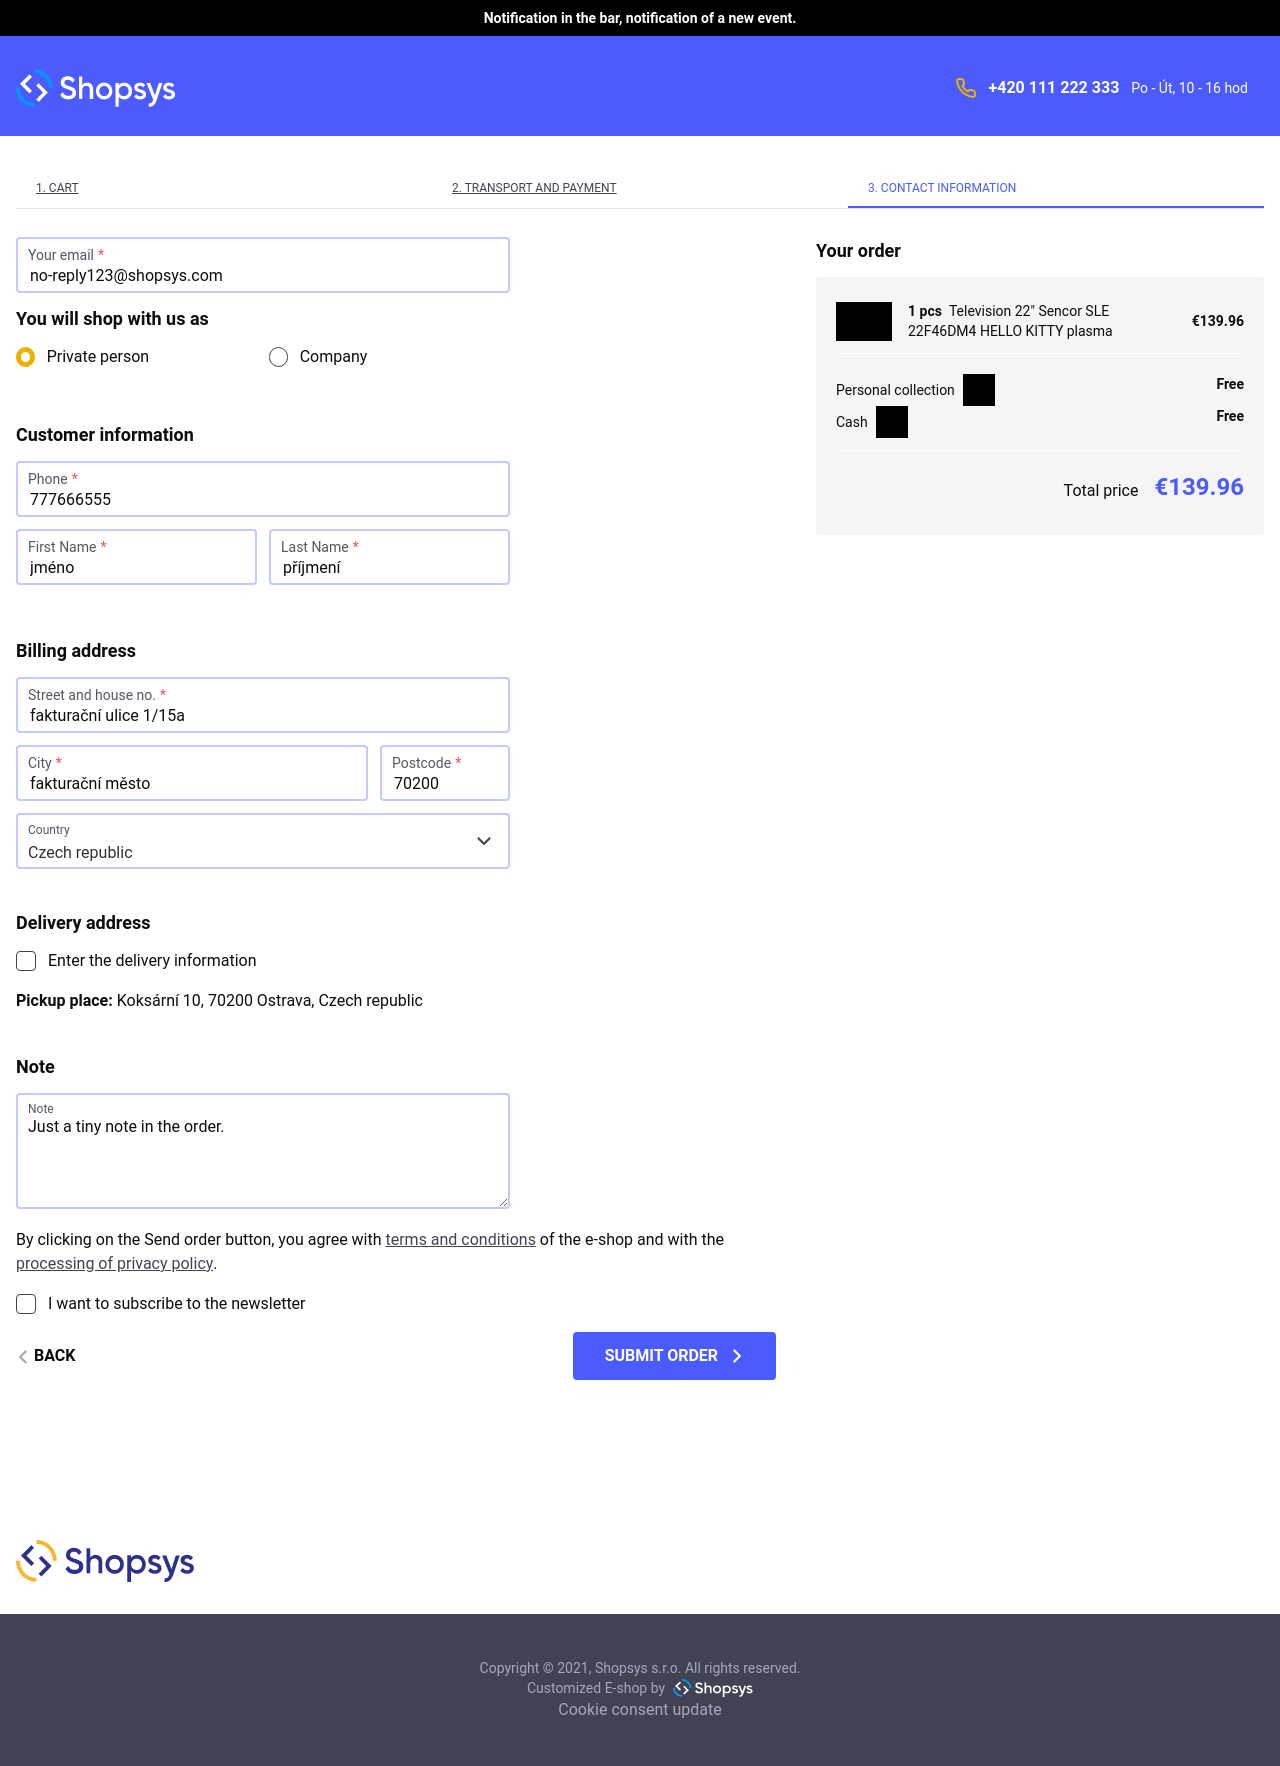 Notification in the bar, notification of a new event.
Shopsys
+420 111 222 333 Po - Út, 10 - 16 hod
1. CART
2. TRANSPORT AND PAYMENT
3. CONTACT INFORMATION
Your email *
no-reply123@shopsys.com
You will shop with us as
Private person
Company
Customer information
Phone *
777666555
First Name *
jméno
Last Name *
příjmení
Billing address
Street and house no. *
fakturační ulice 1/15a
City *
fakturační město
Postcode *
70200
Country
Czech republic
Delivery address
Enter the delivery information
Pickup place: Koksární 10, 70200 Ostrava, Czech republic
Note
Note
Just a tiny note in the order.
By clicking on the Send order button, you agree with terms and conditions of the e-shop and with the
processing of privacy policy.
I want to subscribe to the newsletter
BACK
SUBMIT ORDER
Your order
1 pcs Television 22" Sencor SLE
22F46DM4 HELLO KITTY plasma
€139.96
Personal collection
Free
Cash
Free
Total price €139.96
Shopsys
Copyright © 2021, Shopsys s.r.o. All rights reserved.
Customized E-shop by Shopsys
Cookie consent update